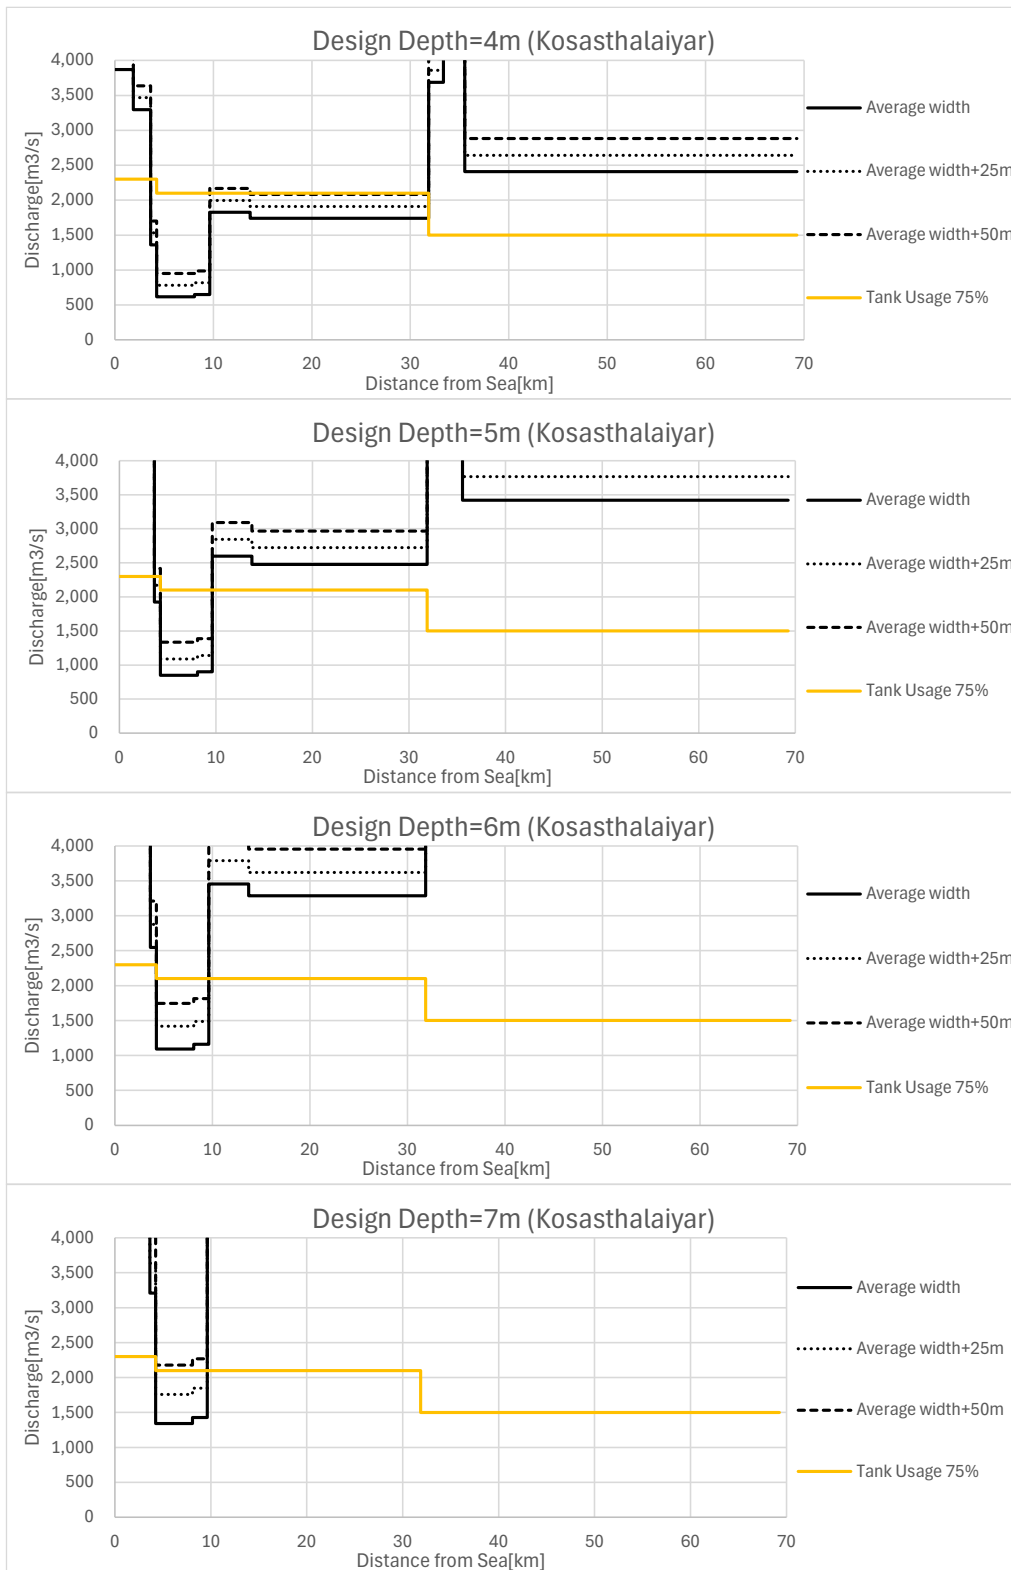 Design Depth=4m (Kosasthalaiyar)
Discharge[m3/s]
4,000
3,500
3,000
2,500
2,000
1,500
1,000
500
0
0 10 20 30 40 50 60 70
Distance from Sea[km]
Average width
Average width+25m
Average width+50m
Tank Usage 75%
Design Depth=5m (Kosasthalaiyar)
Discharge[m3/s]
4,000
3,500
3,000
2,500
2,000
1,500
1,000
500
0
0 10 20 30 40 50 60 70
Distance from Sea[km]
Average width
Average width+25m
Average width+50m
Tank Usage 75%
Design Depth=6m (Kosasthalaiyar)
Discharge[m3/s]
4,000
3,500
3,000
2,500
2,000
1,500
1,000
500
0
0 10 20 30 40 50 60 70
Distance from Sea[km]
Average width
Average width+25m
Average width+50m
Tank Usage 75%
Design Depth=7m (Kosasthalaiyar)
Discharge[m3/s]
4,000
3,500
3,000
2,500
2,000
1,500
1,000
500
0
0 10 20 30 40 50 60 70
Distance from Sea[km]
Average width
Average width+25m
Average width+50m
Tank Usage 75%